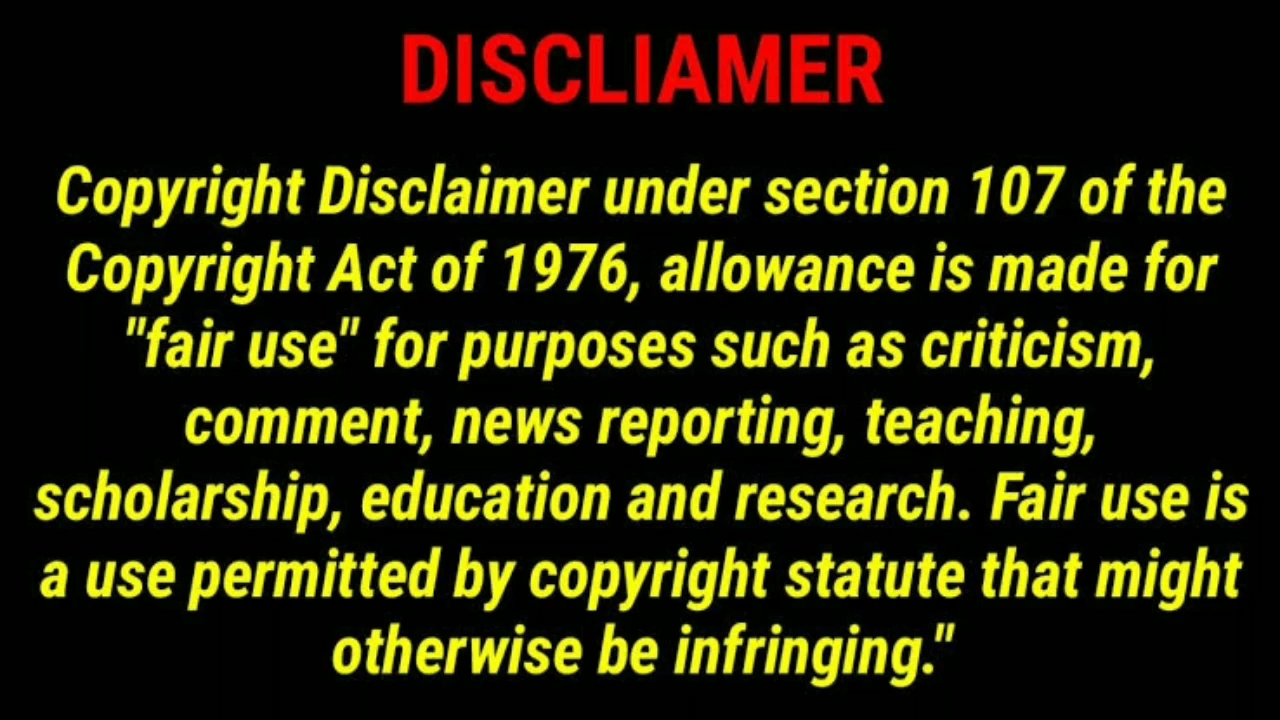 DISCLIAMER
Copyright Disclaimer under section 107 of the
Copyright Act of 1976, allowance is made for
"fair use" for purposes such as criticism,
comment, news reporting, teaching,
scholarship, education and research. Fair use is
a use permitted by copyright statute that might
otherwise be infringing."